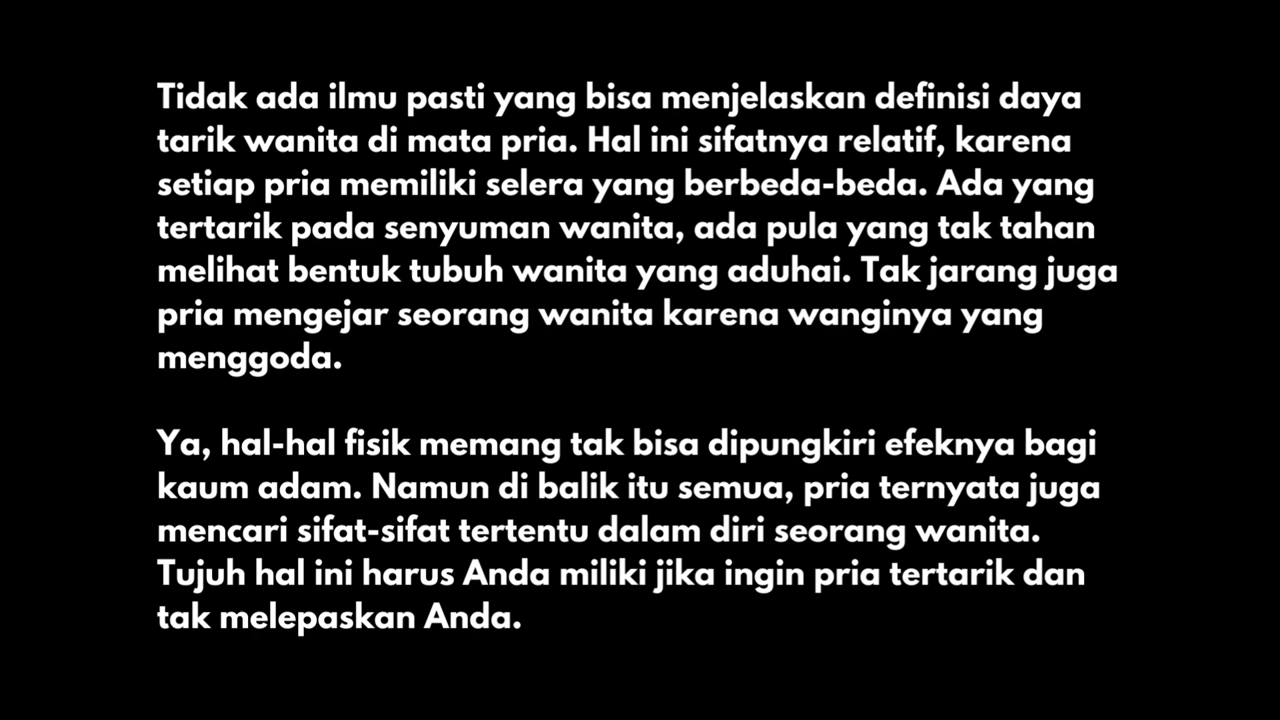 Tidak ada ilmu pasti yang bisa menjelaskan definisi daya
tarik wanita di mata pria. Hal ini sifatnya relatif, karena
setiap pria memiliki selera yang berbeda-beda. Ada yang
tertarik pada senyuman wanita, ada pula yang tak tahan
melihat bentuk tubuh wanita yang aduhai. Tak jarang juga
pria mengejar seorang wanita karena wanginya yang
menggoda.
Ya, hal-hal fisik memang tak bisa dipungkiri efeknya bagi
kaum adam. Namun di balik itu semua, pria ternyata juga
mencari sifat-sifat tertentu dalam diri seorang wanita.
Tujuh hal ini harus Anda miliki jika ingin pria tertarik dan
tak melepaskan Anda.